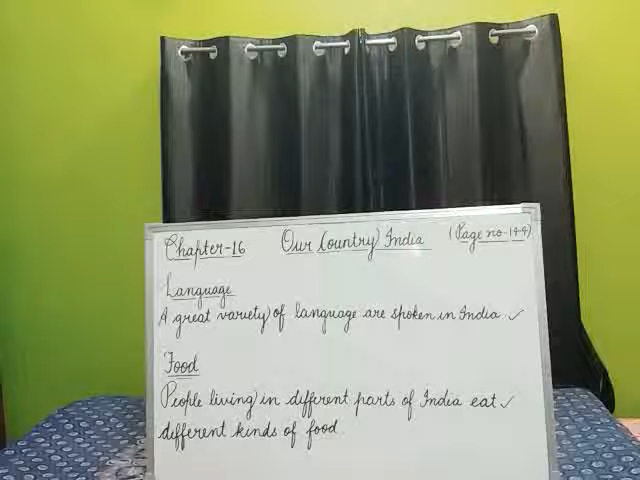 Chapter-16 Our Country India (Page no-144)
Language
A great variety of language are spoken in India ✓
Food
People living in different parts of India eat ✓
different kinds of food